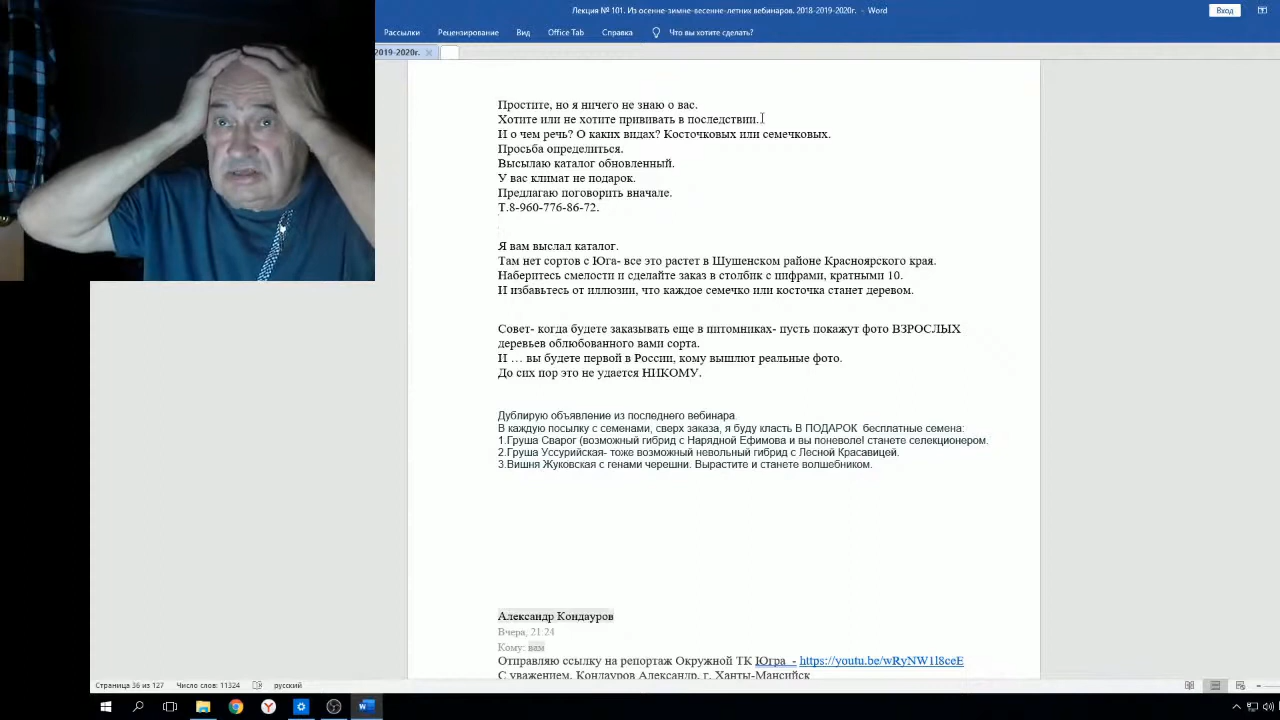 Лекция № 101. Из осенне-зимне-весенне-летних вебинаров. 2018-2019-2020г. - Word
Вход
Рассылки Рецензирование Вид Office Tab Справка Что вы хотите сделать?
2019-2020г.
Простите, но я ничего не знаю о вас.
Хотите или не хотите прививать в последствии.
И о чем речь? О каких видах? Косточковых или семечковых.
Просьба определиться.
Высылаю каталог обновленный.
У вас климат не подарок.
Предлагаю поговорить вначале.
Т.8-960-776-86-72.
Я вам выслал каталог.
Там нет сортов с Юга- все это растет в Шушенском районе Красноярского края.
Наберитесь смелости и сделайте заказ в столбик с цифрами, кратными 10.
И избавьтесь от иллюзии, что каждое семечко или косточка станет деревом.
Совет- когда будете заказывать еще в питомниках- пусть покажут фото ВЗРОСЛЫХ
деревьев облюбованного вами сорта.
И … вы будете первой в России, кому вышлют реальные фото.
До сих пор это не удается НИКОМУ.
Дублирую объявление из последнего вебинара.
В каждую посылку с семенами, сверх заказа, я буду класть В ПОДАРОК бесплатные семена:
1.Груша Сварог (возможный гибрид с Нарядной Ефимова и вы поневоле! станете селекционером.
2.Груша Уссурийская- тоже возможный невольный гибрид с Лесной Красавицей.
3.Вишня Жуковская с генами черешни. Вырастите и станете волшебником.
Александр Кондауров
Вчера, 21:24
Кому: вам
Отправляю ссылку на репортаж Окружной ТК Югра - https://youtu.be/wRyNW1l8ceE
С уважением, Кондауров Александр, г. Ханты-Мансийск
Страница 36 из 127 Число слов: 11324 русский